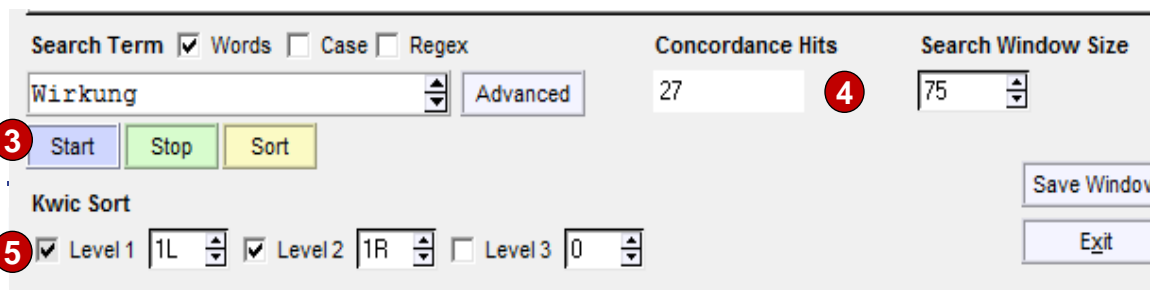 Search Term Words Case Regex Concordance Hits Search Window Size
Wirkung Advanced 27 4 75
3 Start Stop Sort
Save Window
Kwic Sort
5 Level 1 1L Level 2 1R Level 3 0 Exit